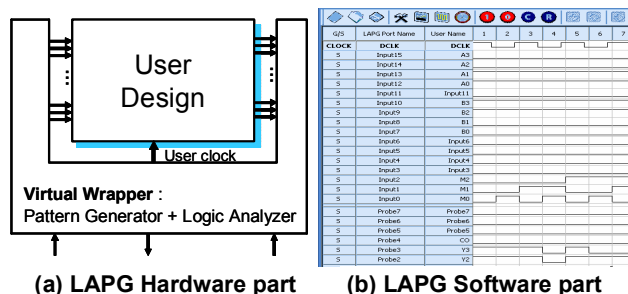 User
Design
User clock
Virtual Wrapper :
Pattern Generator + Logic Analyzer
(a) LAPG Hardware part
1 0 C R
G/S LAPG Port Name User Name 1 2 3 4 5 6 7
CLOCK DCLK DCLK
S Input15 A3
S Input14 A2
S Input13 A1
S Input12 A0
S Input11 Input11
S Input10 B3
S Input9 B2
S Input8 B1
S Input7 B0
S Input6 Input6
S Input5 Input5
S Input4 Input4
S Input3 Input3
S Input2 M2
S Input1 M1
S Input0 M0
S Probe7 Probe7
S Probe6 Probe6
S Probe5 Probe5
S Probe4 CO
S Probe3 Y3
S Probe2 Y2
(b) LAPG Software part